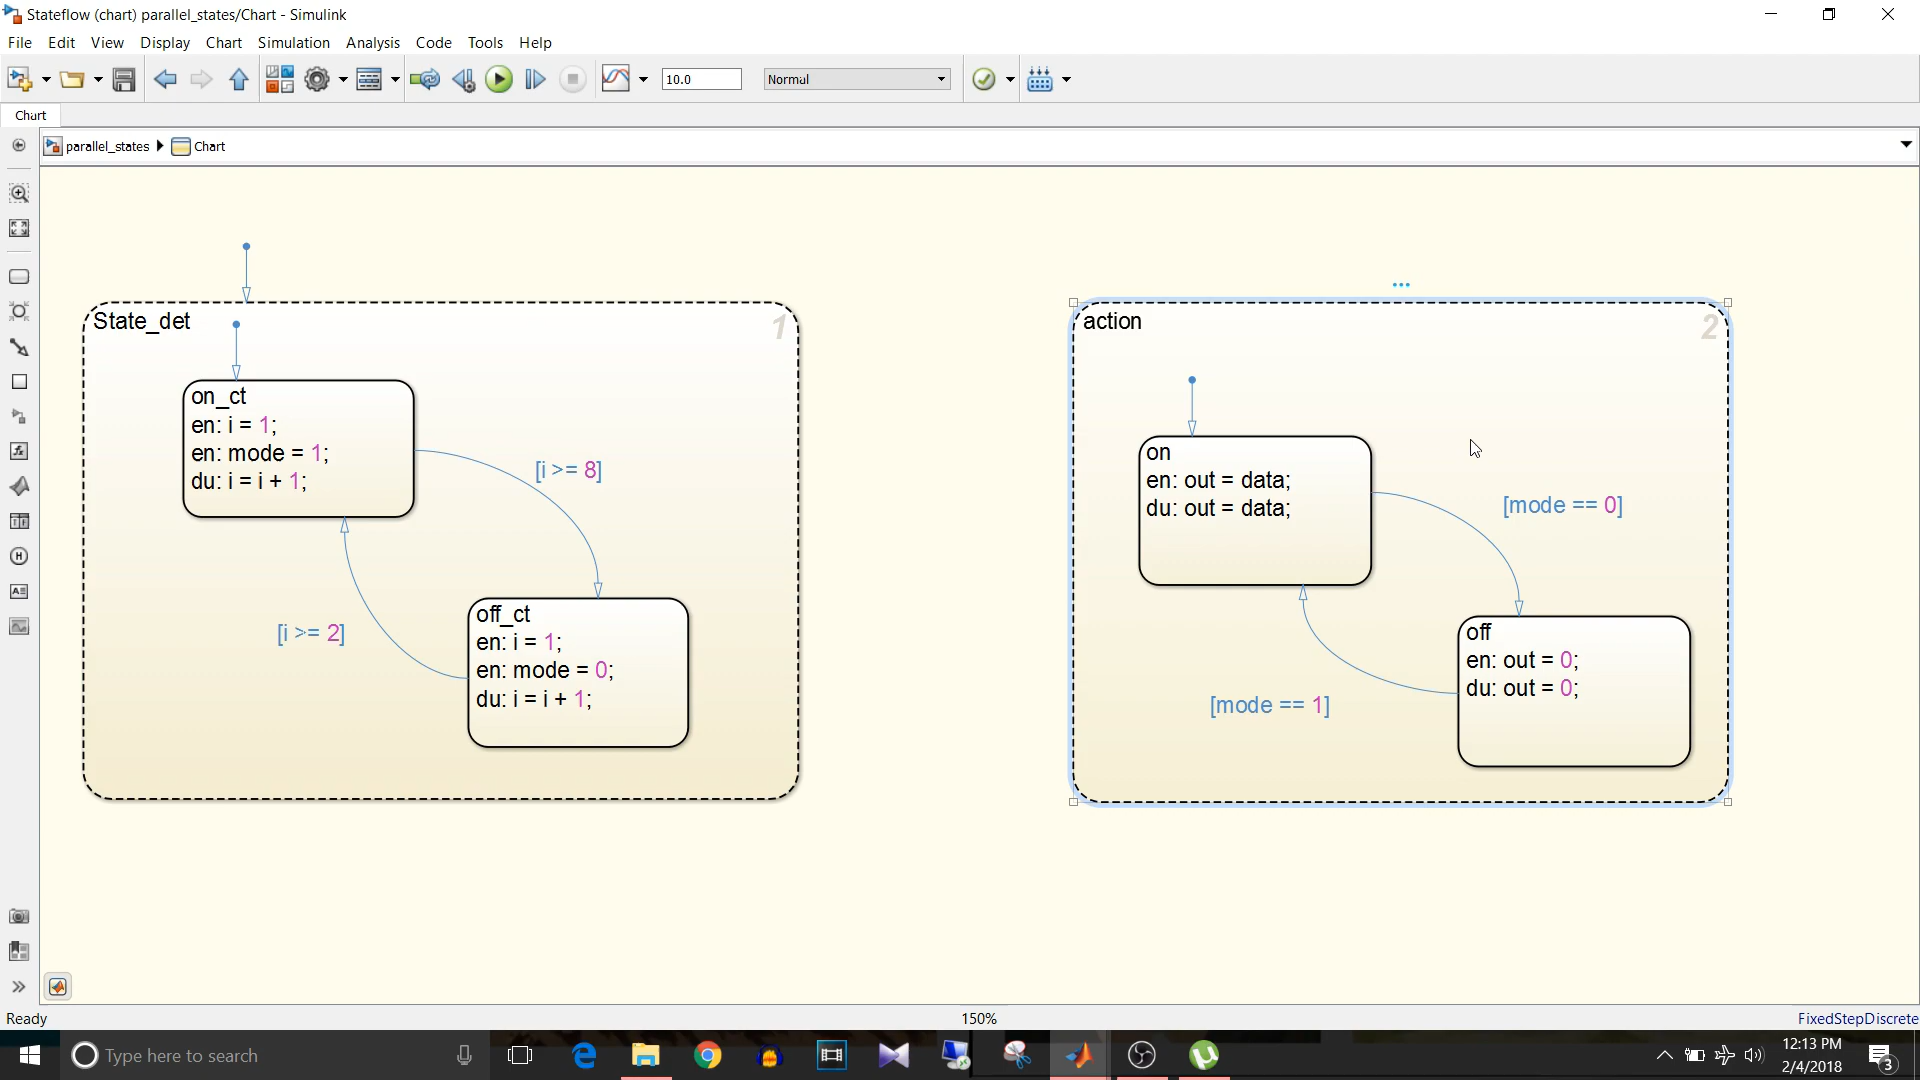 Stateflow (chart) parallel_states/Chart - Simulink
File Edit View Display Chart Simulation Analysis Code Tools Help
10.0 Normal
Chart
parallel_states Chart
State_det 1
on_ct
en: i = 1;
en: mode = 1;
du: i = i + 1;
[i >= 8]
[i >= 2]
off_ct
en: i = 1;
en: mode = 0;
du: i = i + 1;
action 2
on
en: out = data;
du: out = data;
[mode == 0]
[mode == 1]
off
en: out = 0;
du: out = 0;
Ready 150% FixedStepDiscrete
Type here to search
12:13 PM
2/4/2018
3